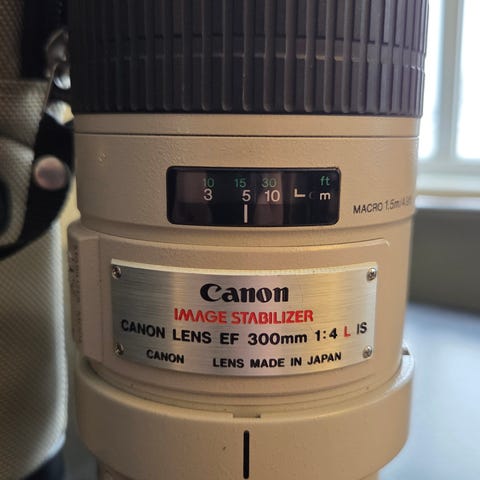 10 15 30 ft
3 5 10 m
MACRO 1.5m/4.
Canon
IMAGE STABILIZER
CANON LENS EF 300mm 1:4 L IS
CANON LENS MADE IN JAPAN